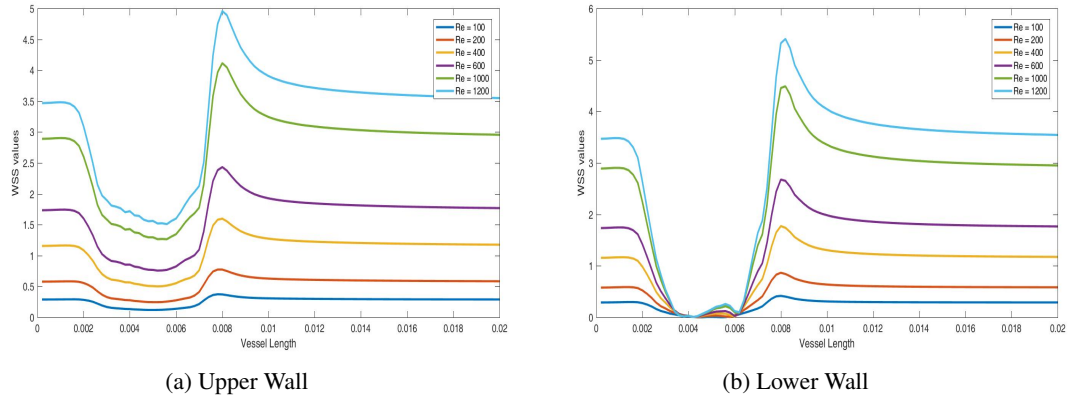 5
4.5
4
3.5
3
2.5
2
1.5
1
0.5
0
WSS values
0
0.002
0.004
0.006
0.008
0.01
0.012
0.014
0.016
0.018
0.02
Vessel Length
Re = 100
Re = 200
Re = 400
Re = 600
Re = 1000
Re = 1200
(a) Upper Wall
6
5
4
3
2
1
0
WSS values
0
0.002
0.004
0.006
0.008
0.01
0.012
0.014
0.016
0.018
0.02
Vessel Length
Re = 100
Re = 200
Re = 400
Re = 600
Re = 1000
Re = 1200
(b) Lower Wall